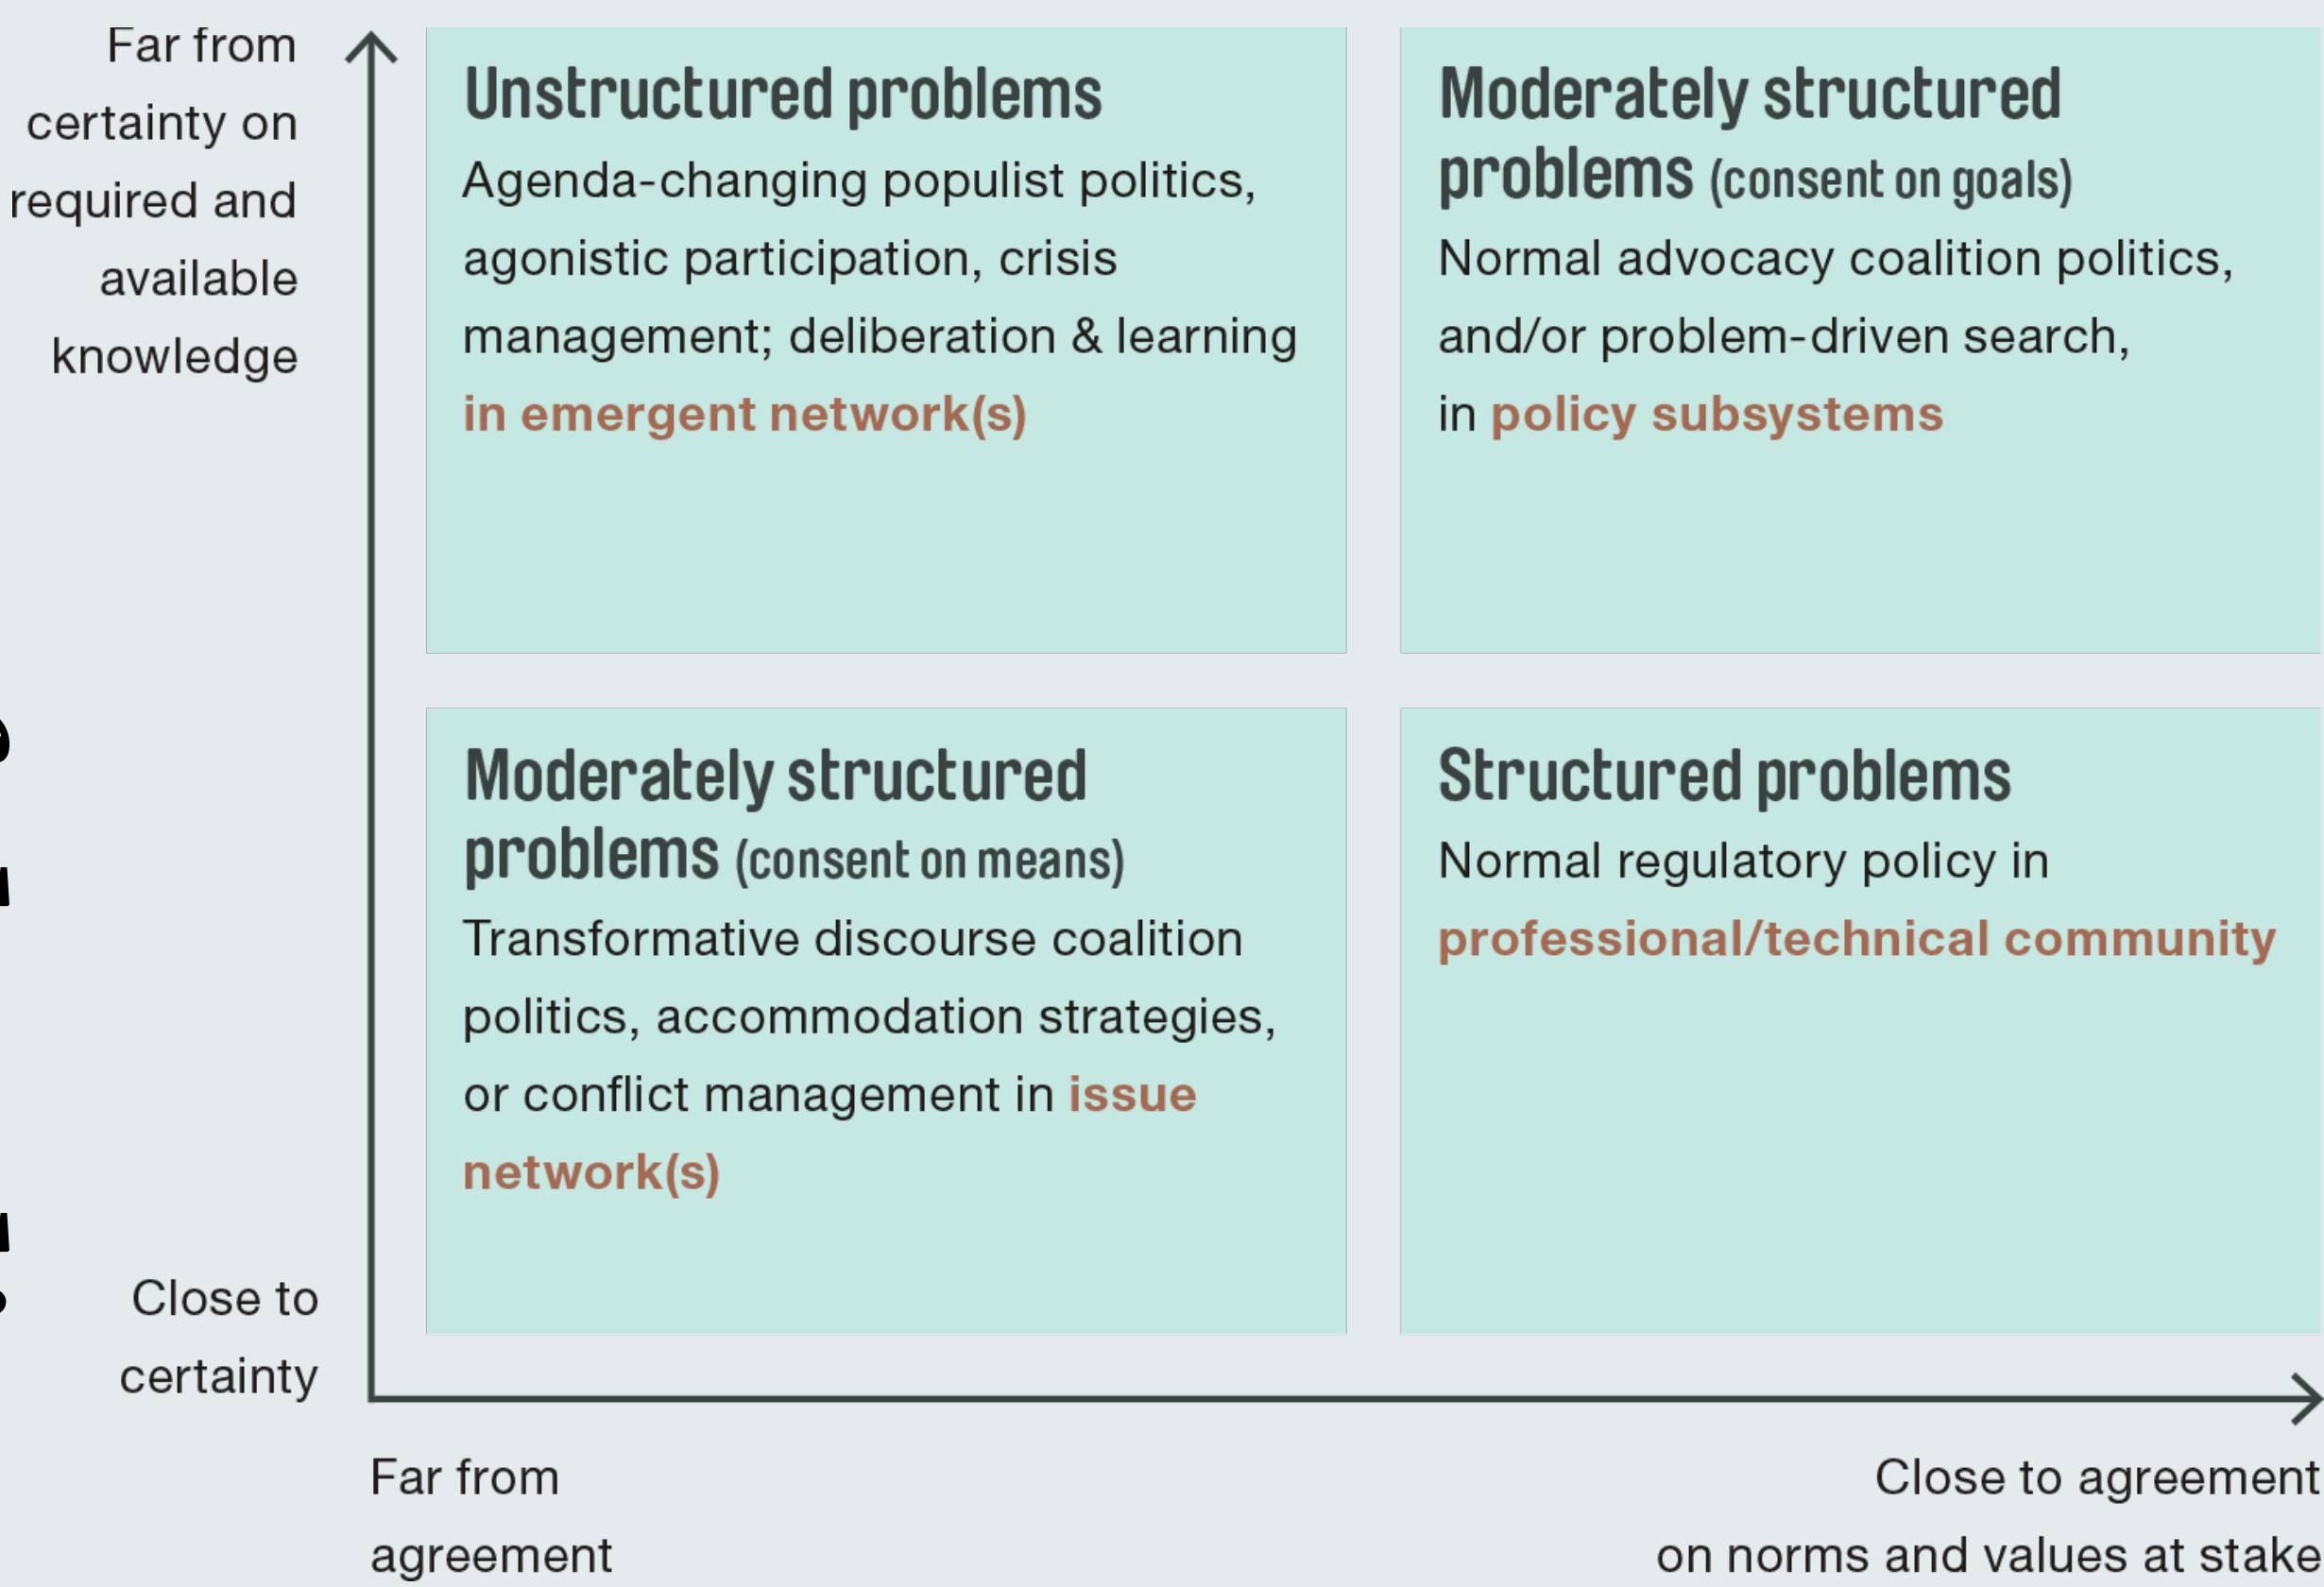 Far from
certainty on
required and
available
knowledge
Unstructured problems
Agenda-changing populist politics,
agonistic participation, crisis
management; deliberation & learning
in emergent network(s)
Moderately structured
problems (consent on goals)
Normal advocacy coalition politics,
and/or problem-driven search,
in policy subsystems
Moderately structured
problems (consent on means)
Transformative discourse coalition
politics, accommodation strategies,
or conflict management in issue
network(s)
Structured problems
Normal regulatory policy in
professional/technical community
Close to
certainty
Far from
agreement
Close to agreement
on norms and values at stake